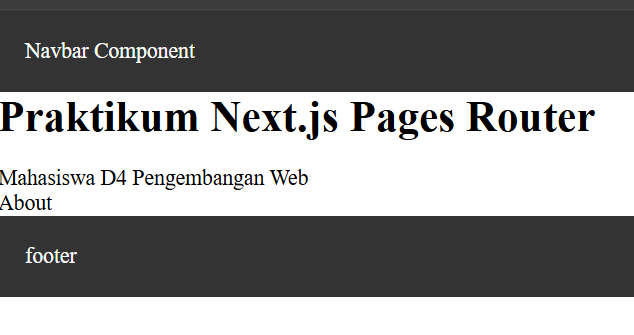 Navbar Component
Praktikum Next.js Pages Router
Mahasiswa D4 Pengembangan Web
About
footer